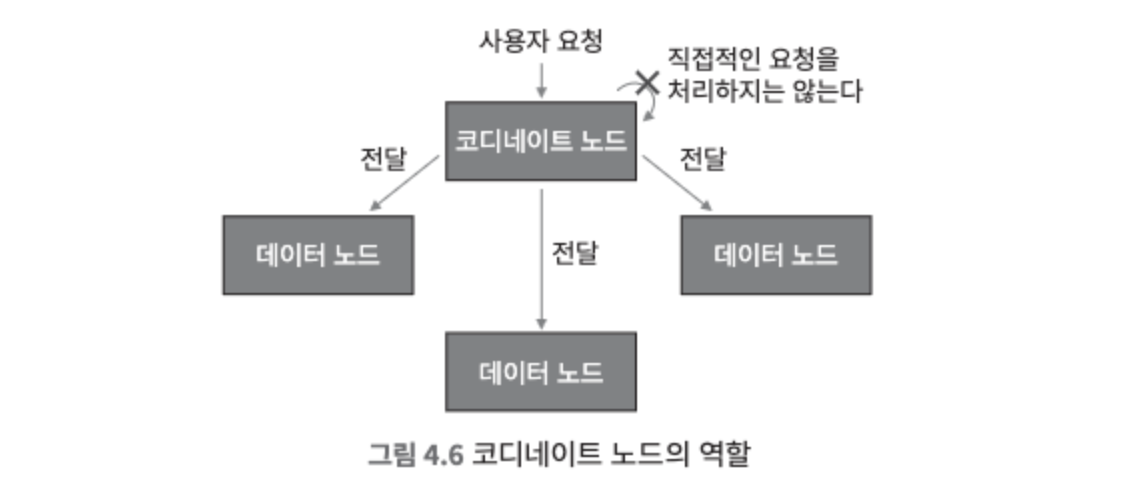 사용자 요청
직접적인 요청을
처리하지는 않는다
코디네이트 노드
전달
전달
데이터 노드
전달
데이터 노드
데이터 노드
그림 4.6 코디네이트 노드의 역할